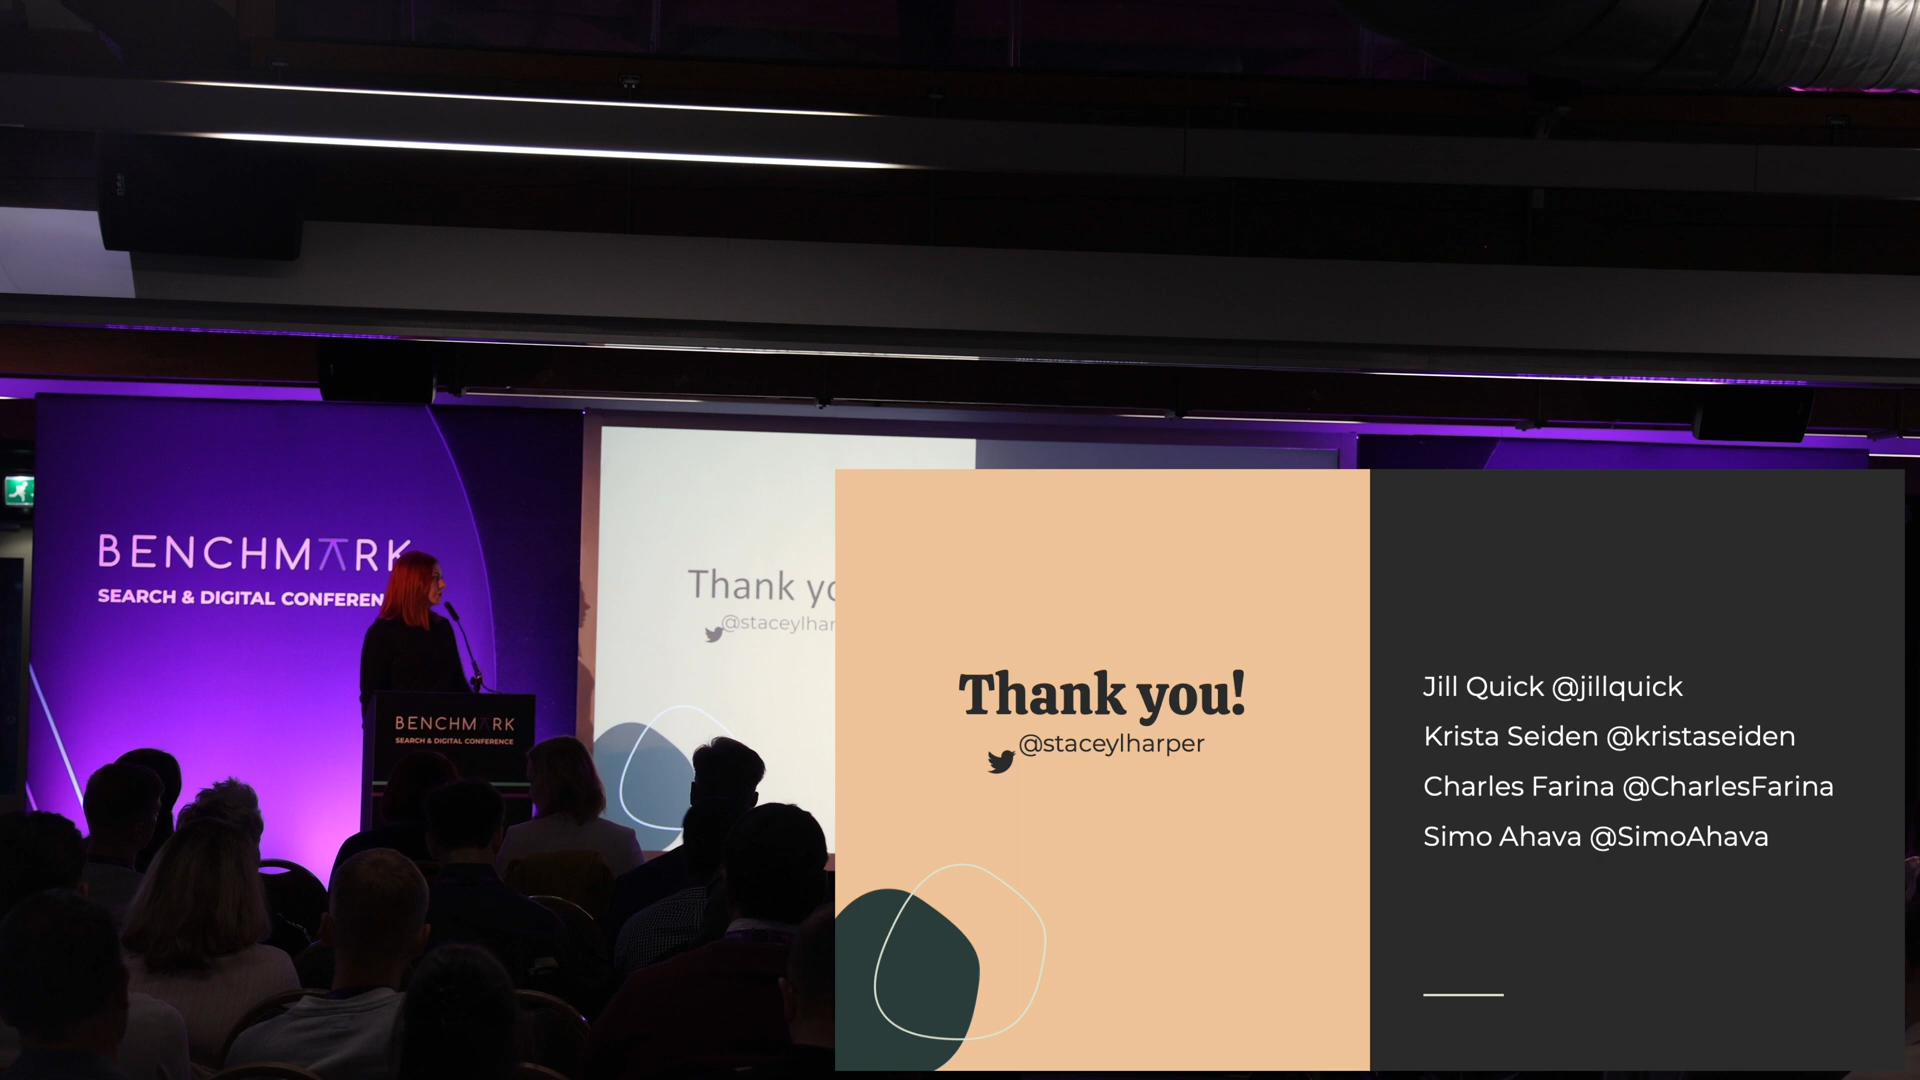 BENCHMARK
SEARCH & DIGITAL CONFEREN
Thank yo
@staceylhar
BENCHMARK
SEARCH & DIGITAL CONFERENCE
Thank you!
@staceylharper
Jill Quick @jillquick
Krista Seiden @kristaseiden
Charles Farina @CharlesFarina
Simo Ahava @SimoAhava